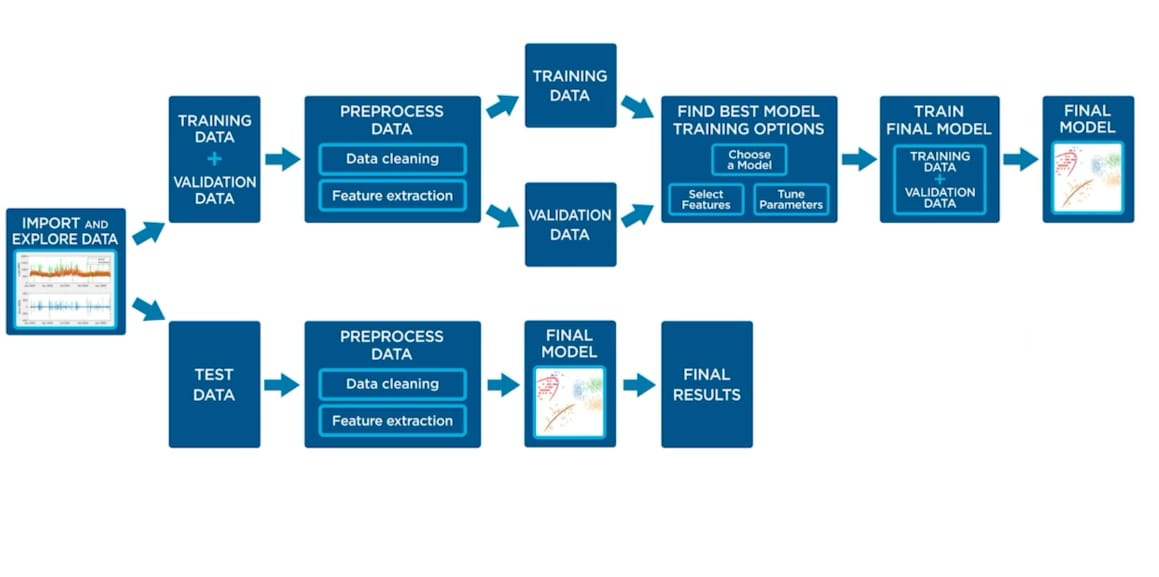 IMPORT AND
EXPLORE DATA
TRAINING
DATA
+
VALIDATION
DATA
PREPROCESS
DATA
Data cleaning
Feature extraction
TRAINING
DATA
VALIDATION
DATA
FIND BEST MODEL
TRAINING OPTIONS
Choose
a Model
Select
Features
Tune
Parameters
TRAIN
FINAL MODEL
TRAINING
DATA
+
VALIDATION
DATA
FINAL
MODEL
TEST
DATA
PREPROCESS
DATA
Data cleaning
Feature extraction
FINAL
MODEL
FINAL
RESULTS